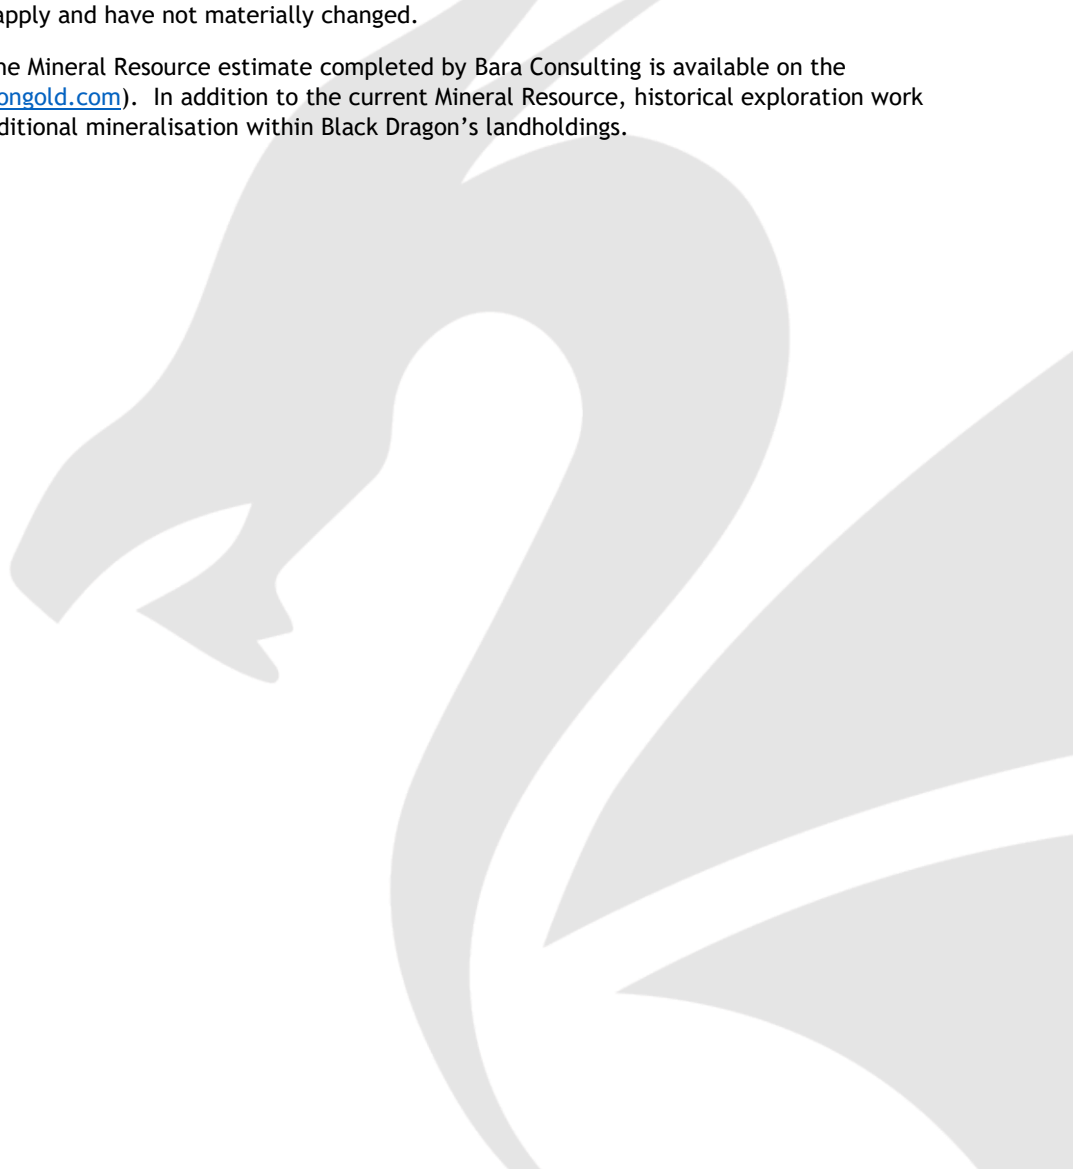 apply and have not materially changed.
Mineral Resource estimate completed by Bara Consulting is available on the
ongold.com). In addition to the current Mineral Resource, historical exploration work
ditional mineralisation within Black Dragon’s landholdings.